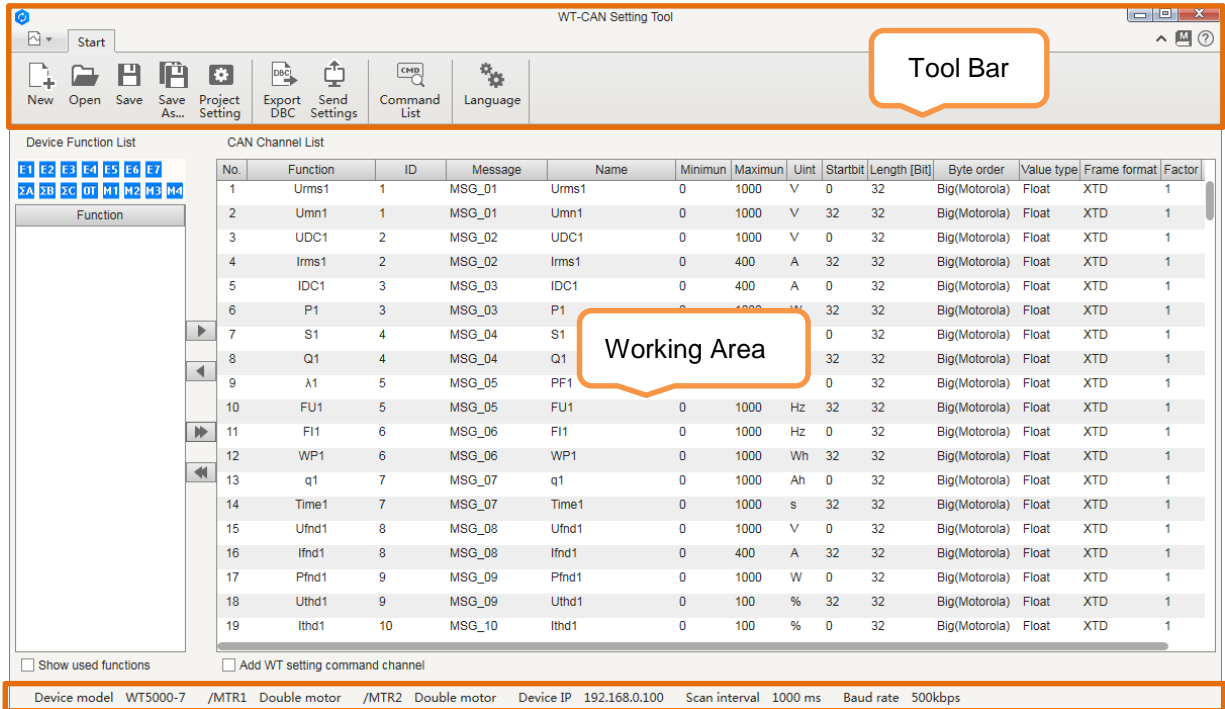 WT-CAN Setting Tool
Start
Tool Bar
New Open Save Save As... Project Setting Export DBC Send Settings Command List Language
DBC CMD M ?
Device Function List CAN Channel List
E1 E2 E3 E4 E5 E6 E7
ΣA ΣB ΣC OT M1 M2 M3 M4
Function
No. Function ID Message Name Minimun Maximun Uint Startbit Length [Bit] Byte order Value type Frame format Factor
1 Urms1 1 MSG_01 Urms1 0 1000 V 0 32 Big(Motorola) Float XTD 1
2 Umn1 1 MSG_01 Umn1 0 1000 V 32 32 Big(Motorola) Float XTD 1
3 UDC1 2 MSG_02 UDC1 0 1000 V 0 32 Big(Motorola) Float XTD 1
4 Irms1 2 MSG_02 Irms1 0 400 A 32 32 Big(Motorola) Float XTD 1
5 IDC1 3 MSG_03 IDC1 0 400 A 0 32 Big(Motorola) Float XTD 1
6 P1 3 MSG_03 P1 32 32 Big(Motorola) Float XTD 1
7 S1 4 MSG_04 S1 0 32 Big(Motorola) Float XTD 1
Working Area
8 Q1 4 MSG_04 Q1 32 32 Big(Motorola) Float XTD 1
9 λ1 5 MSG_05 PF1 0 32 Big(Motorola) Float XTD 1
10 FU1 5 MSG_05 FU1 0 1000 Hz 32 32 Big(Motorola) Float XTD 1
11 FI1 6 MSG_06 FI1 0 1000 Hz 0 32 Big(Motorola) Float XTD 1
12 WP1 6 MSG_06 WP1 0 1000 Wh 32 32 Big(Motorola) Float XTD 1
13 q1 7 MSG_07 q1 0 1000 Ah 0 32 Big(Motorola) Float XTD 1
14 Time1 7 MSG_07 Time1 0 1000 s 32 32 Big(Motorola) Float XTD 1
15 Ufnd1 8 MSG_08 Ufnd1 0 1000 V 0 32 Big(Motorola) Float XTD 1
16 Ifnd1 8 MSG_08 Ifnd1 0 400 A 32 32 Big(Motorola) Float XTD 1
17 Pfnd1 9 MSG_09 Pfnd1 0 1000 W 0 32 Big(Motorola) Float XTD 1
18 Uthd1 9 MSG_09 Uthd1 0 100 % 32 32 Big(Motorola) Float XTD 1
19 Ithd1 10 MSG_10 Ithd1 0 100 % 0 32 Big(Motorola) Float XTD 1
Show used functions Add WT setting command channel
Device model WT5000-7 /MTR1 Double motor /MTR2 Double motor Device IP 192.168.0.100 Scan interval 1000 ms Baud rate 500kbps